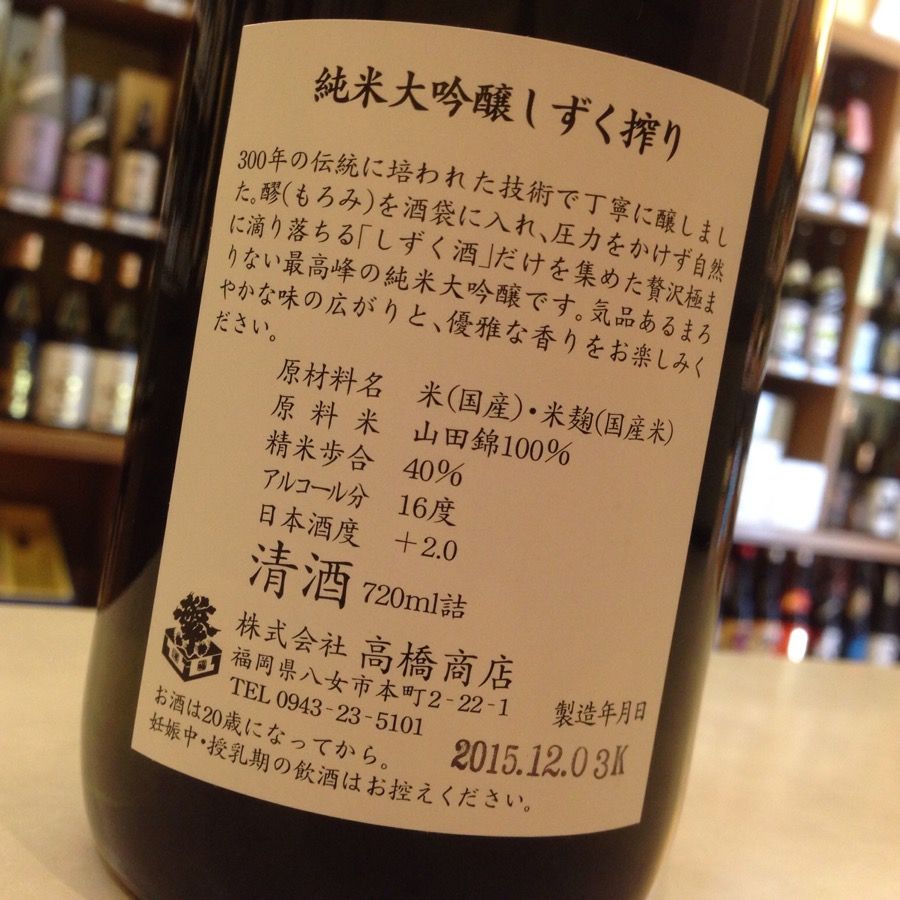 純米大吟醸しずく搾り
300年の伝統に培われた技術で丁寧に醸しまし
た。醪(もろみ)を酒袋に入れ、圧力をかけず自然
に滴り落ちる「しずく酒」だけを集めた贅沢極ま
りない最高峰の純米大吟醸です。気品あるまろ
やかな味の広がりと、優雅な香りをお楽しみく
ださい。
原材料名 米(国産)・米麹(国産米)
原料米 山田錦100%
精米歩合 40%
アルコール分 16度
日本酒度 +2.0
清酒 720ml詰
繁
株式会社 高橋商店
福岡県八女市本町2-22-1
TEL 0943-23-5101
製造年月日
2015.12.03K
お酒は20歳になってから。
妊娠中・授乳期の飲酒はお控えください。